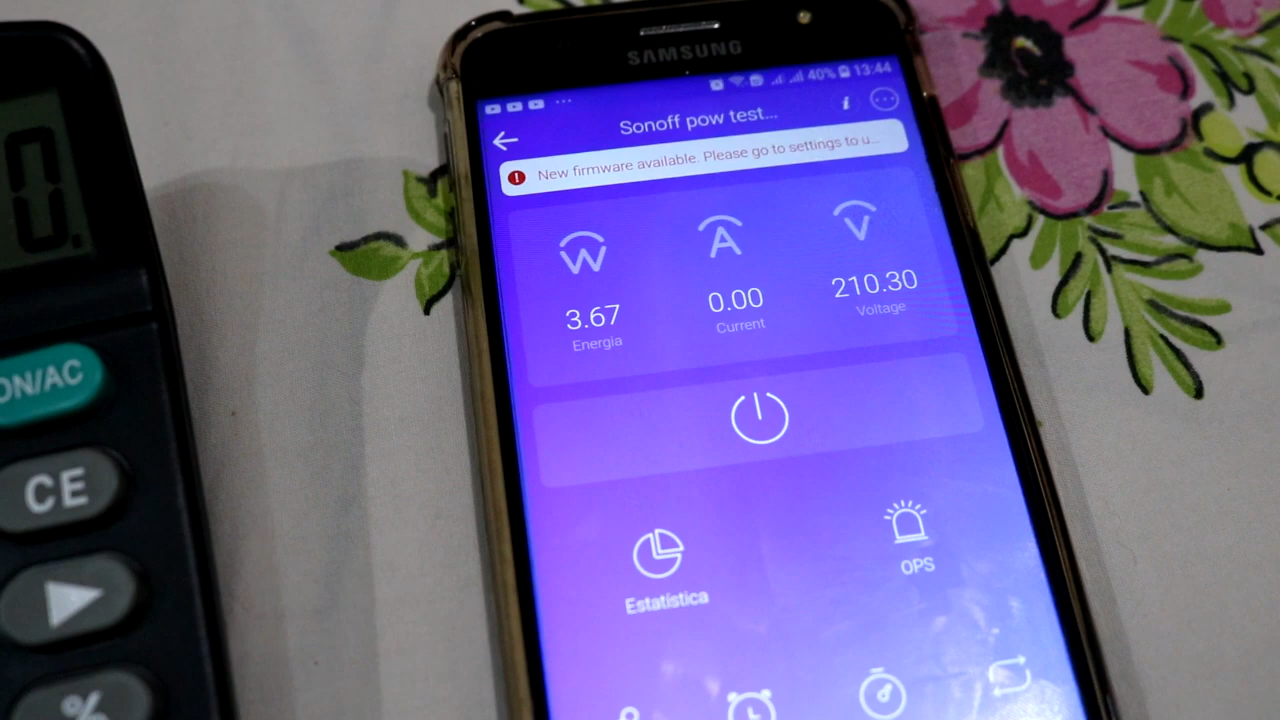 SAMSUNG
40% 13:44
Sonoff pow test...
New firmware available. Please go to settings to u...
W A V
3.67 0.00 210.30
Energia Current Voltage
Estatística OPS
0.
ON/AC
CE
%